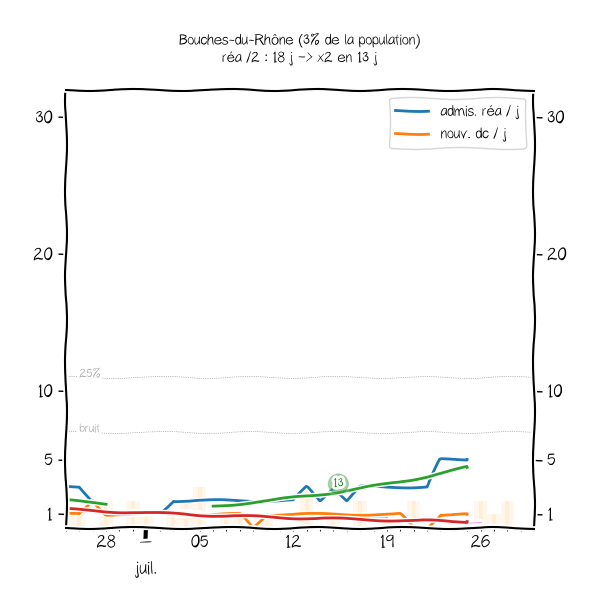 Bouches-du-Rhône (3% de la population)
réa /2 : 18 j -> x2 en 13 j
admis. réa / j
nouv. dc / j
30
30
20
20
25%
10
10
bruit
5
5
13
1
1
28
05
12
19
26
juil.